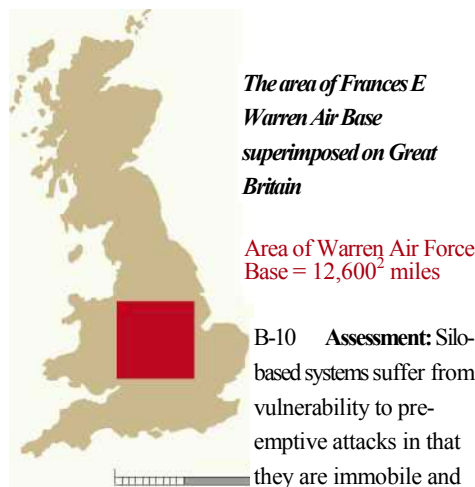 The area of Frances E
Warren Air Base
superimposed on Great
Britain
Area of Warren Air Force
Base = 12,600² miles
B-10 Assessment: Silo-
based systems suffer from
vulnerability to pre-
emptive attacks in that
they are immobile and